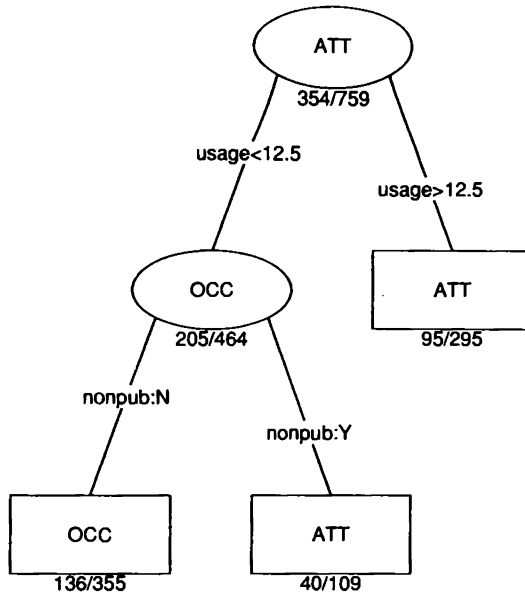 ATT
354/759
usage<12.5
usage>12.5
OCC
205/464
ATT
95/295
nonpub:N
nonpub:Y
OCC
136/355
ATT
40/109